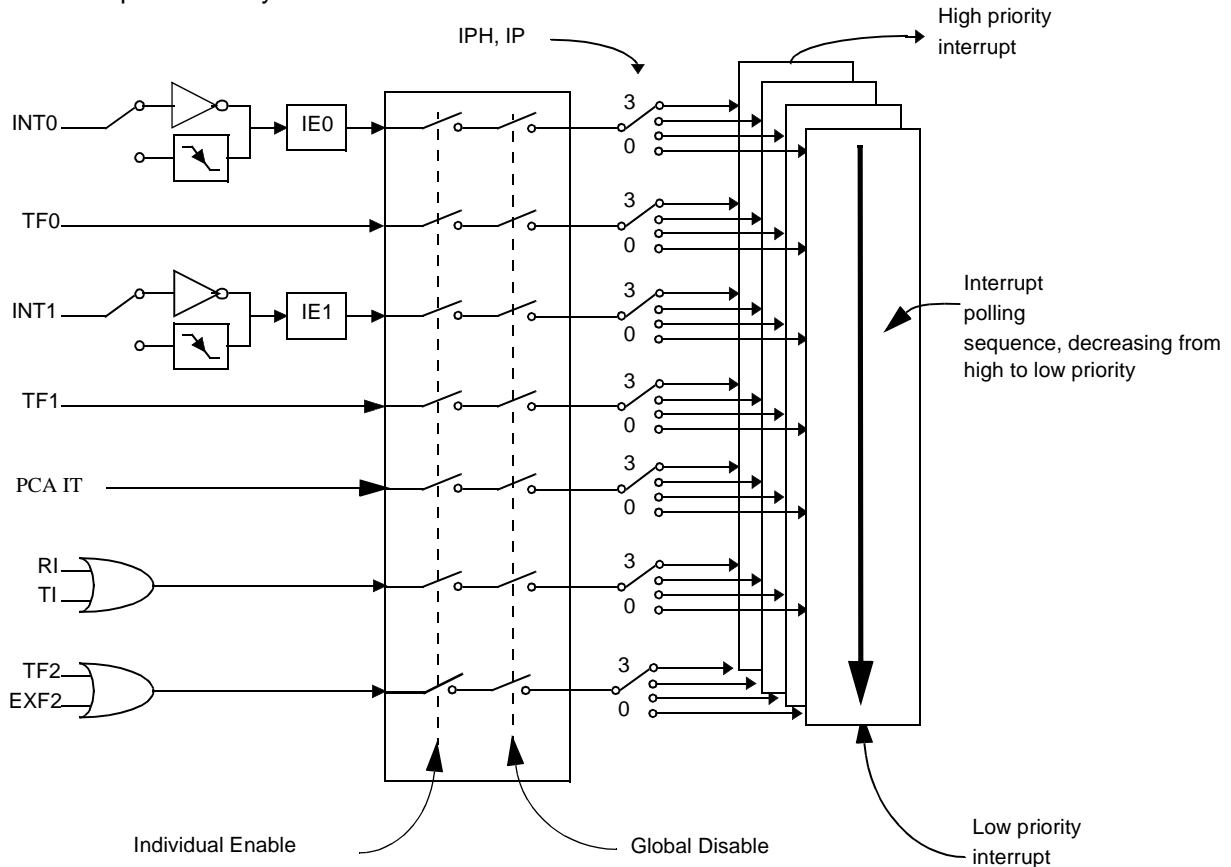 High priority
interrupt
IPH, IP
INT0
IE0
3
0
TF0
3
0
INT1
IE1
3
0
Interrupt
polling
sequence, decreasing from
high to low priority
TF1
3
0
PCA IT
3
0
RI
TI
3
0
TF2
EXF2
3
0
Individual Enable
Global Disable
Low priority
interrupt